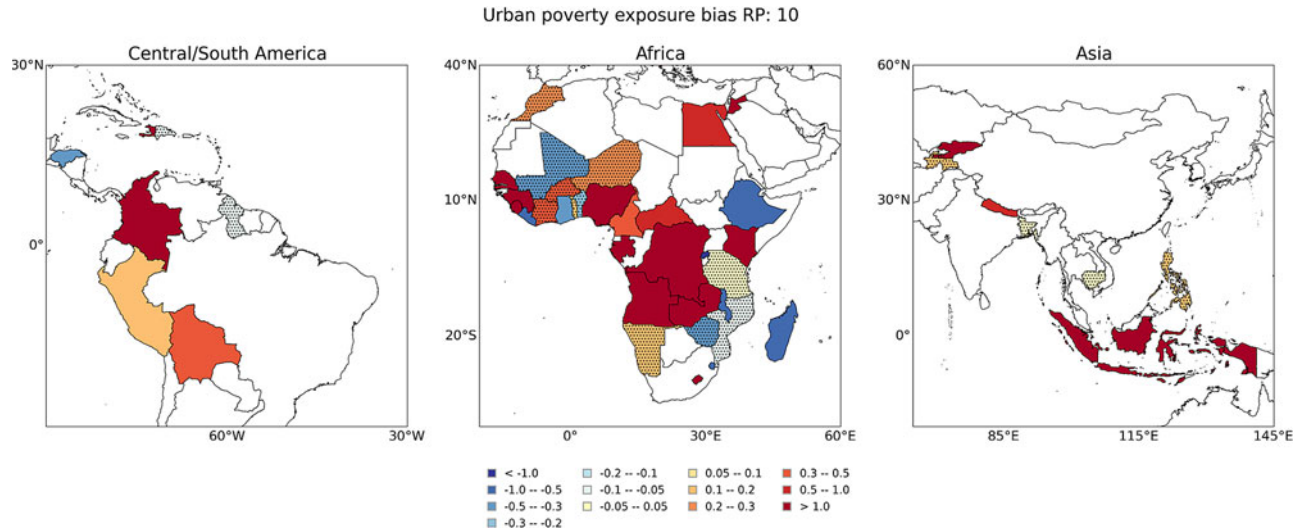 Urban poverty exposure bias RP: 10
Central/South America
Africa
Asia
30°N
0°
60°W
30°W
40°N
10°N
20°S
0°
30°E
60°E
60°N
30°N
0°
85°E
115°E
145°E
< -1.0
-1.0 -- -0.5
-0.5 -- -0.3
-0.3 -- -0.2
-0.2 -- -0.1
-0.1 -- -0.05
-0.05 -- 0.05
0.05 -- 0.1
0.1 -- 0.2
0.2 -- 0.3
0.3 -- 0.5
0.5 -- 1.0
> 1.0